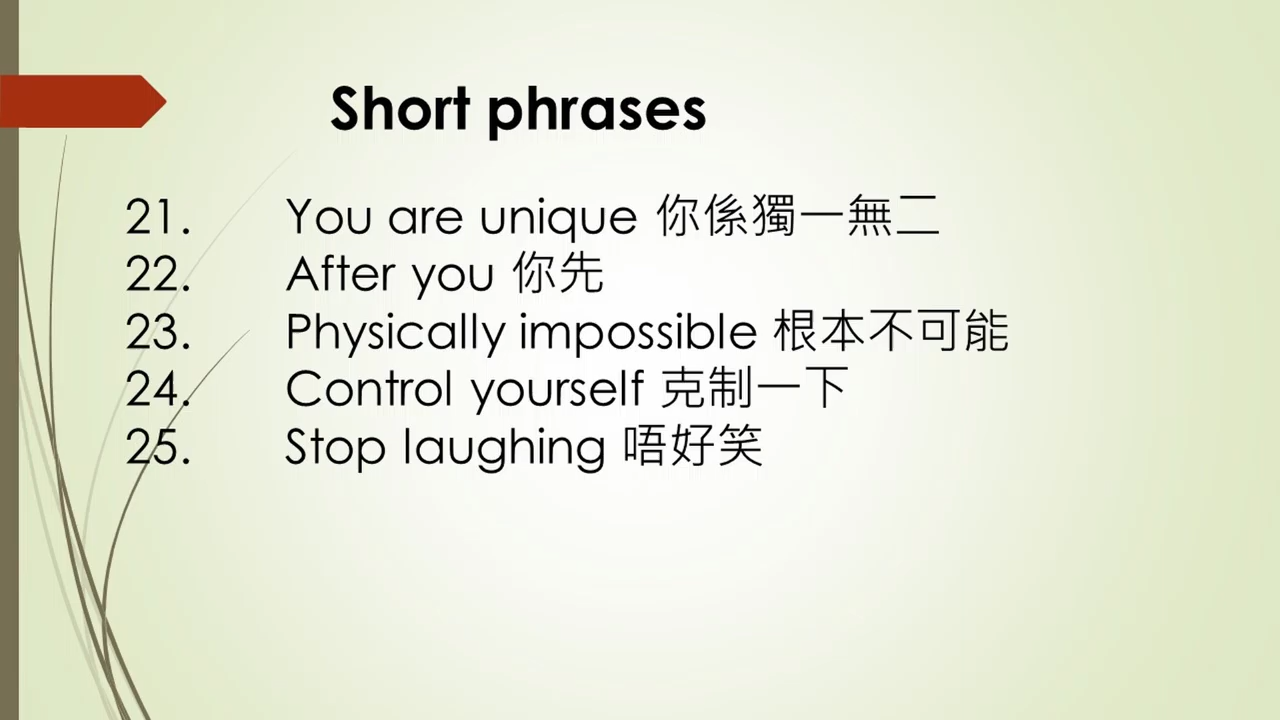 Short phrases
21. You are unique 你係獨一無二
22. After you 你先
23. Physically impossible 根本不可能
24. Control yourself 克制一下
25. Stop laughing 唔好笑